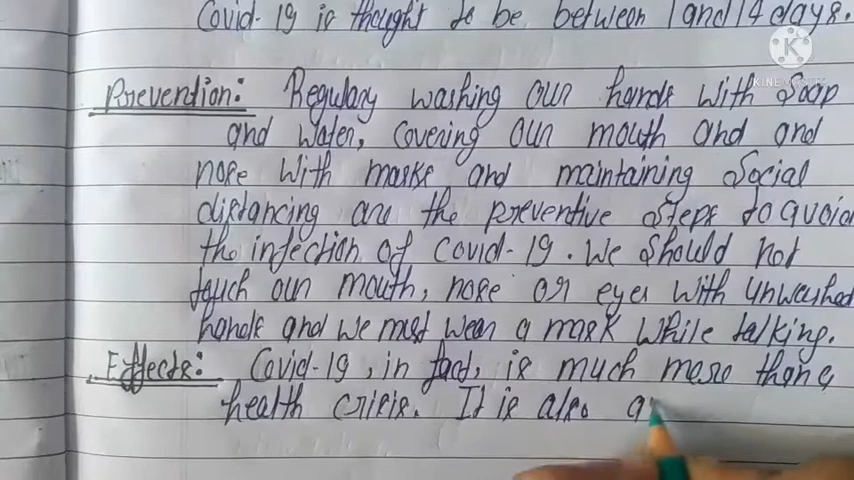 Covid-19 is thought to be between 1 and 14 days.
Prevention: Regulary washing our hands with soap
and water, covering our mouth and and
nose with masks and maintaining social
distancing are the preventive steps to avoid
the infection of Covid-19. We should not
touch our mouth, nose or eyes with unwashed
hands and we must wear a mask while talking.
Effects: Covid-19, in fact, is much more than a
health crisis. It is also a
K
KINEMASTER